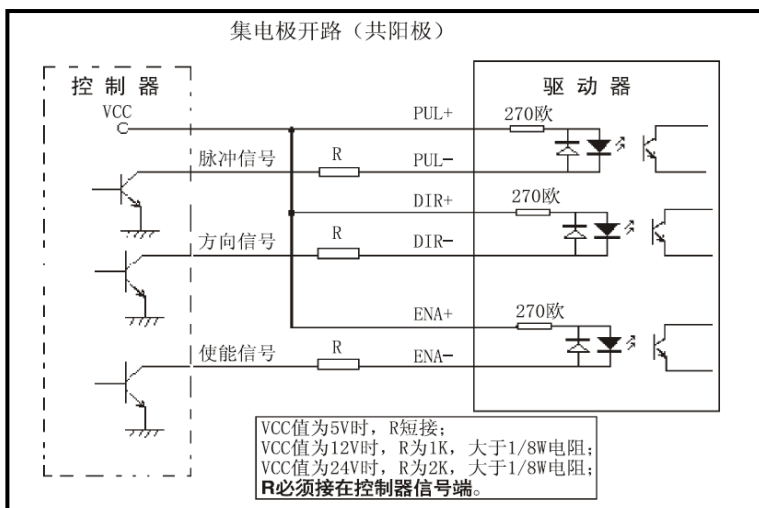 集电极开路（共阳极）
控制器
驱动器
VCC
PUL+
270欧
脉冲信号
R
PUL-
DIR+
270欧
方向信号
R
DIR-
ENA+
270欧
使能信号
R
ENA-
VCC值为5V时，R短接；
VCC值为12V时，R为1K，大于1/8W电阻；
VCC值为24V时，R为2K，大于1/8W电阻；
R必须接在控制器信号端。